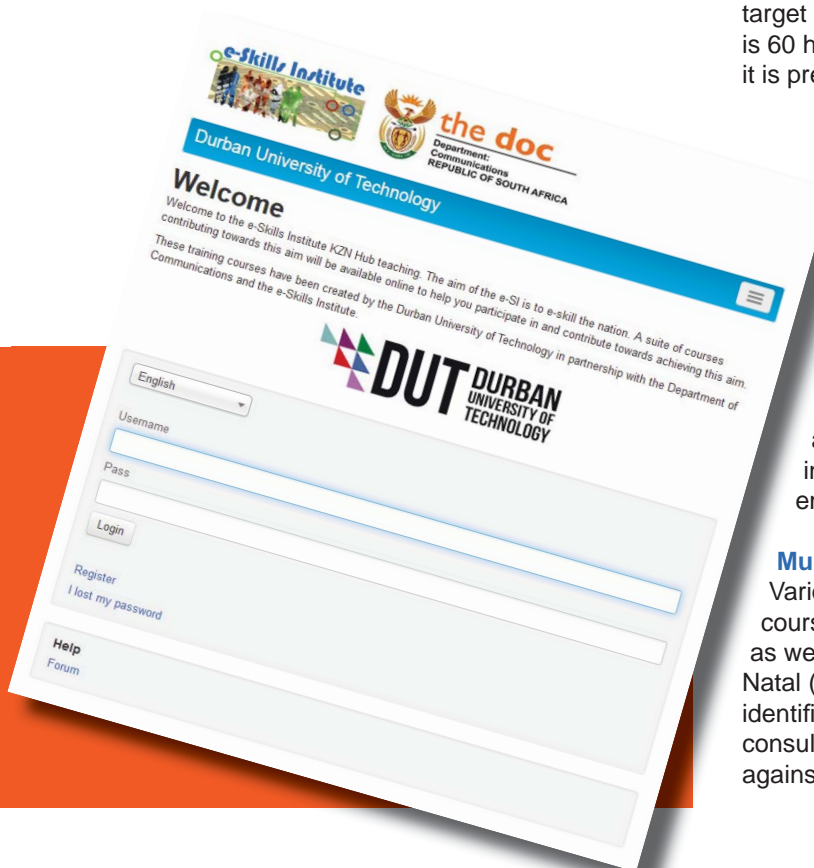 e-Skills Institute
the doc
Department:
Communications
REPUBLIC OF SOUTH AFRICA
Durban University of Technology
Welcome
Welcome to the e-Skills Institute KZN Hub teaching. The aim of the e-SI is to e-skill the nation. A suite of courses
contributing towards this aim will be available online to help you participate in and contribute towards achieving this aim.
These training courses have been created by the Durban University of Technology in partnership with the Department of
Communications and the e-Skills Institute.
DUT DURBAN
UNIVERSITY OF
TECHNOLOGY
English
Username
Pass
Login
Register
I lost my password
Help
Forum
target
is 60 h
it is pre
a
in
e
Mu
Vari
cours
as we
Natal (
identifi
consul
agains